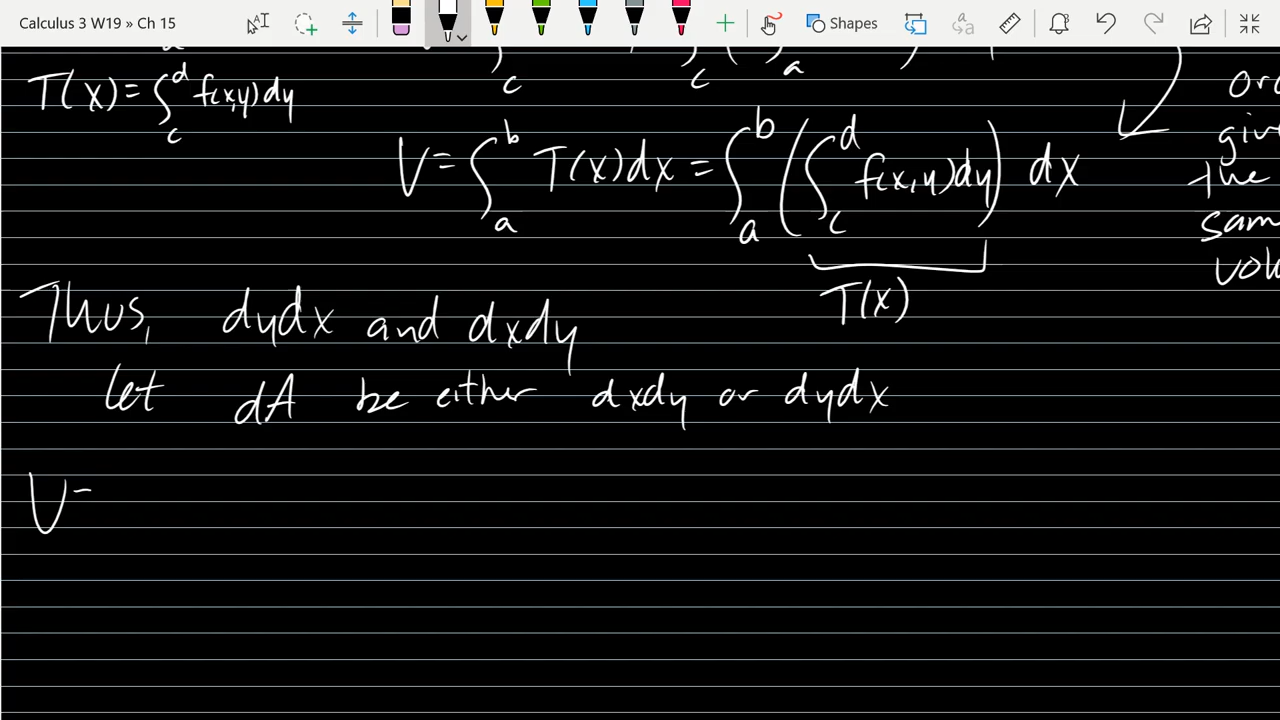 Calculus 3 W19 » Ch 15
Shapes
T(x) = ∫_c^d f(x,y) dy
V = ∫_a^b T(x) dx = ∫_a^b (∫_c^d f(x,y) dy) dx
T(x)
the
Thus, dydx and dxdy
let dA be either dxdy or dydx
V=